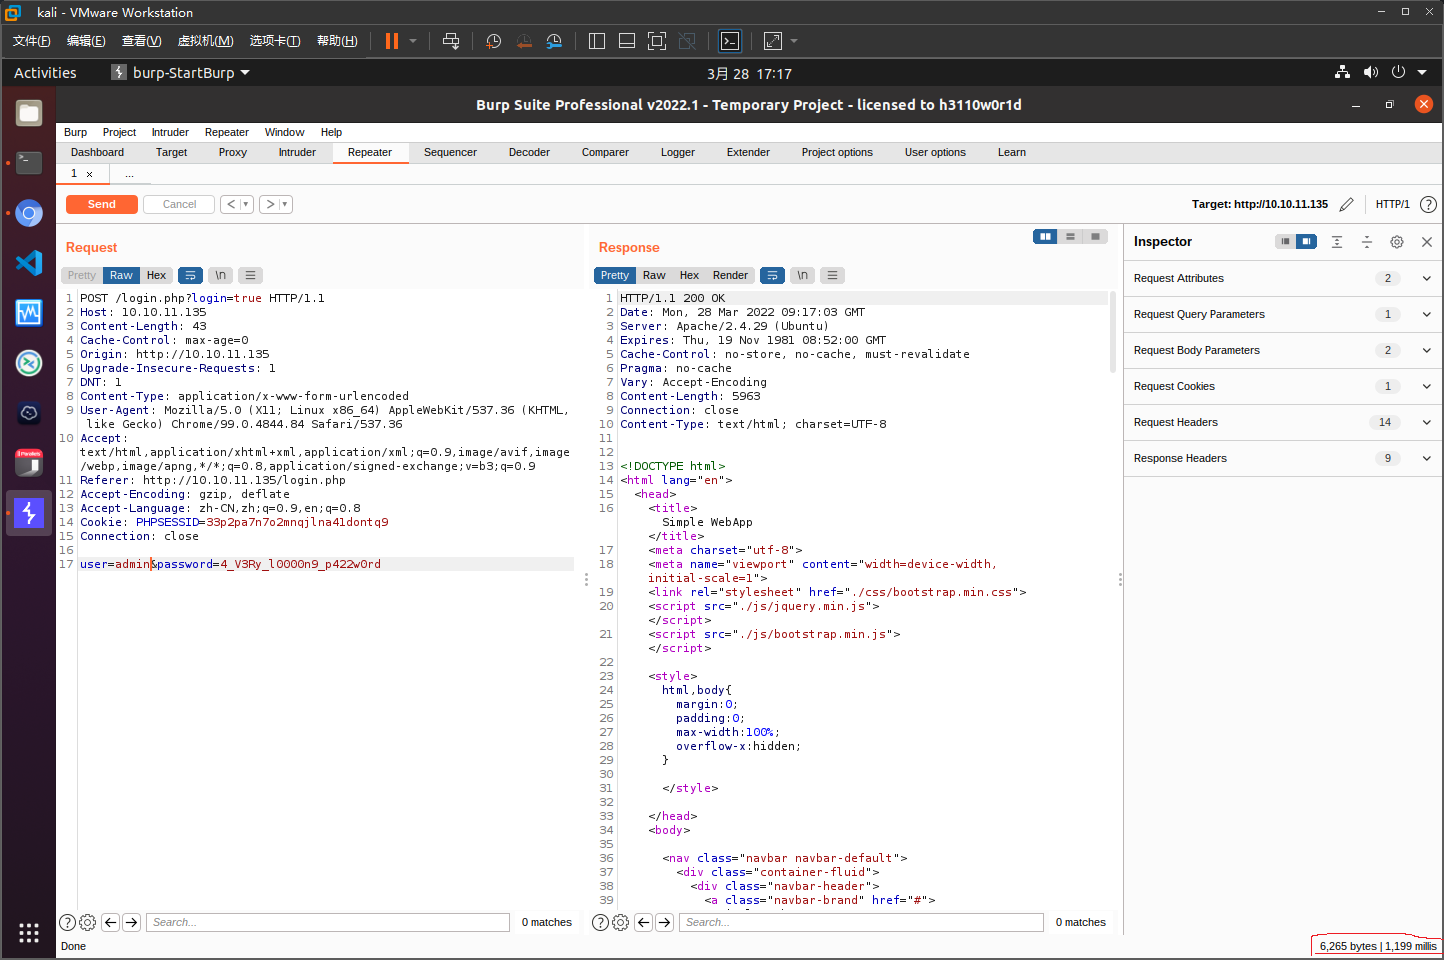 kali - VMware Workstation
文件(F) 编辑(E) 查看(V) 虚拟机(M) 选项卡(T) 帮助(H)
Activities burp-StartBurp 3月 28 17:17
Burp Suite Professional v2022.1 - Temporary Project - licensed to h3110w0r1d
Burp Project Intruder Repeater Window Help
Dashboard Target Proxy Intruder Repeater Sequencer Decoder Comparer Logger Extender Project options User options Learn
1 × ...
Send Cancel < >
Target: http://10.10.11.135 HTTP/1
Request
Pretty Raw Hex \n
1 POST /login.php?login=true HTTP/1.1
2 Host: 10.10.11.135
3 Content-Length: 43
4 Cache-Control: max-age=0
5 Origin: http://10.10.11.135
6 Upgrade-Insecure-Requests: 1
7 DNT: 1
8 Content-Type: application/x-www-form-urlencoded
9 User-Agent: Mozilla/5.0 (X11; Linux x86_64) AppleWebKit/537.36 (KHTML,
like Gecko) Chrome/99.0.4844.84 Safari/537.36
10 Accept:
text/html,application/xhtml+xml,application/xml;q=0.9,image/avif,image
/webp,image/apng,*/*;q=0.8,application/signed-exchange;v=b3;q=0.9
11 Referer: http://10.10.11.135/login.php
12 Accept-Encoding: gzip, deflate
13 Accept-Language: zh-CN,zh;q=0.9,en;q=0.8
14 Cookie: PHPSESSID=33p2pa7n7o2mnqjlna41dontq9
15 Connection: close
16
17 user=admin&password=4_V3Ry_l0000n9_p422w0rd
Search... 0 matches
Response
Pretty Raw Hex Render \n
1 HTTP/1.1 200 OK
2 Date: Mon, 28 Mar 2022 09:17:03 GMT
3 Server: Apache/2.4.29 (Ubuntu)
4 Expires: Thu, 19 Nov 1981 08:52:00 GMT
5 Cache-Control: no-store, no-cache, must-revalidate
6 Pragma: no-cache
7 Vary: Accept-Encoding
8 Content-Length: 5963
9 Connection: close
10 Content-Type: text/html; charset=UTF-8
11
12
13 <!DOCTYPE html>
14 <html lang="en">
15 <head>
16 <title>
Simple WebApp
</title>
17 <meta charset="utf-8">
18 <meta name="viewport" content="width=device-width,
initial-scale=1">
19 <link rel="stylesheet" href="./css/bootstrap.min.css">
20 <script src="./js/jquery.min.js">
</script>
21 <script src="./js/bootstrap.min.js">
</script>
22
23 <style>
24 html,body{
25 margin:0;
26 padding:0;
27 max-width:100%;
28 overflow-x:hidden;
29 }
30
31 </style>
32
33 </head>
34 <body>
35
36 <nav class="navbar navbar-default">
37 <div class="container-fluid">
38 <div class="navbar-header">
39 <a class="navbar-brand" href="#">
Search... 0 matches
Inspector
Request Attributes 2
Request Query Parameters 1
Request Body Parameters 2
Request Cookies 1
Request Headers 14
Response Headers 9
Done
6,265 bytes | 1,199 millis